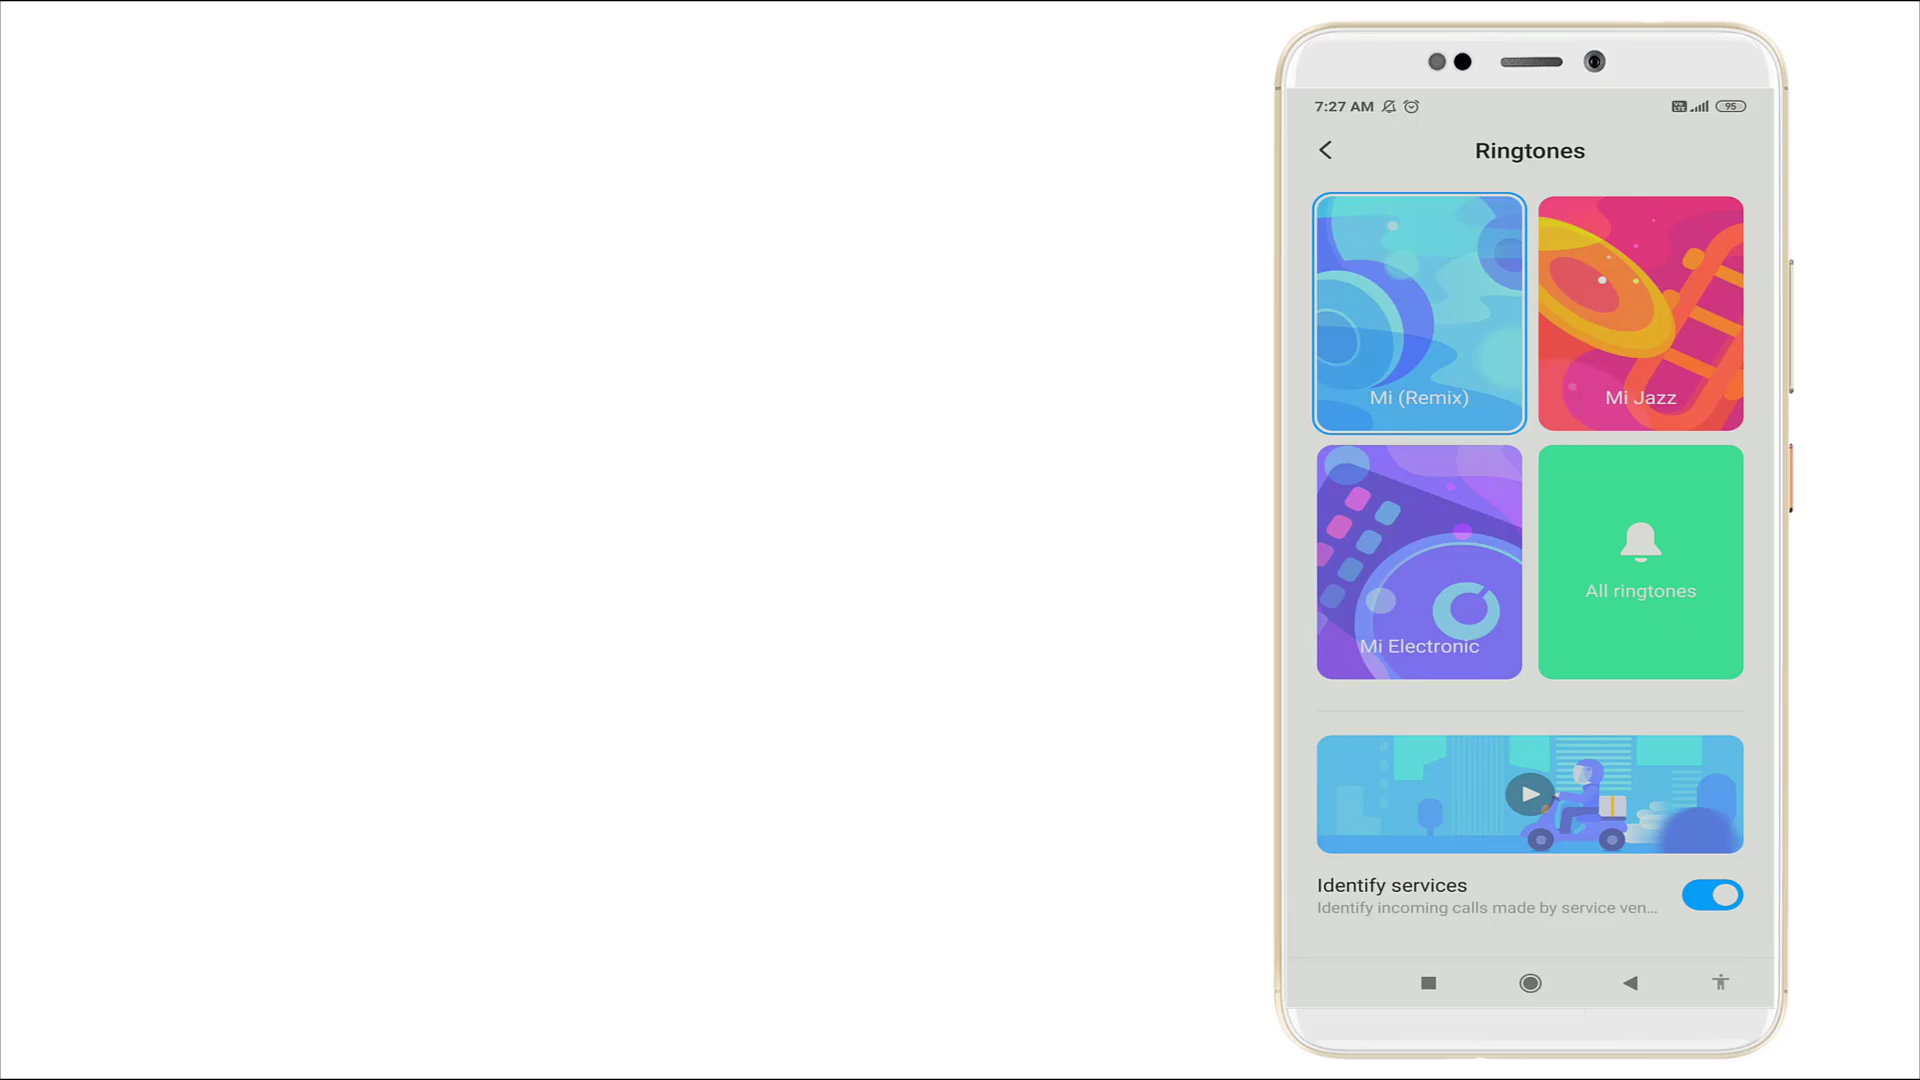 7:27 AM
95
Ringtones
Mi (Remix)
Mi Jazz
Mi Electronic
All ringtones
Identify services
Identify incoming calls made by service ven...